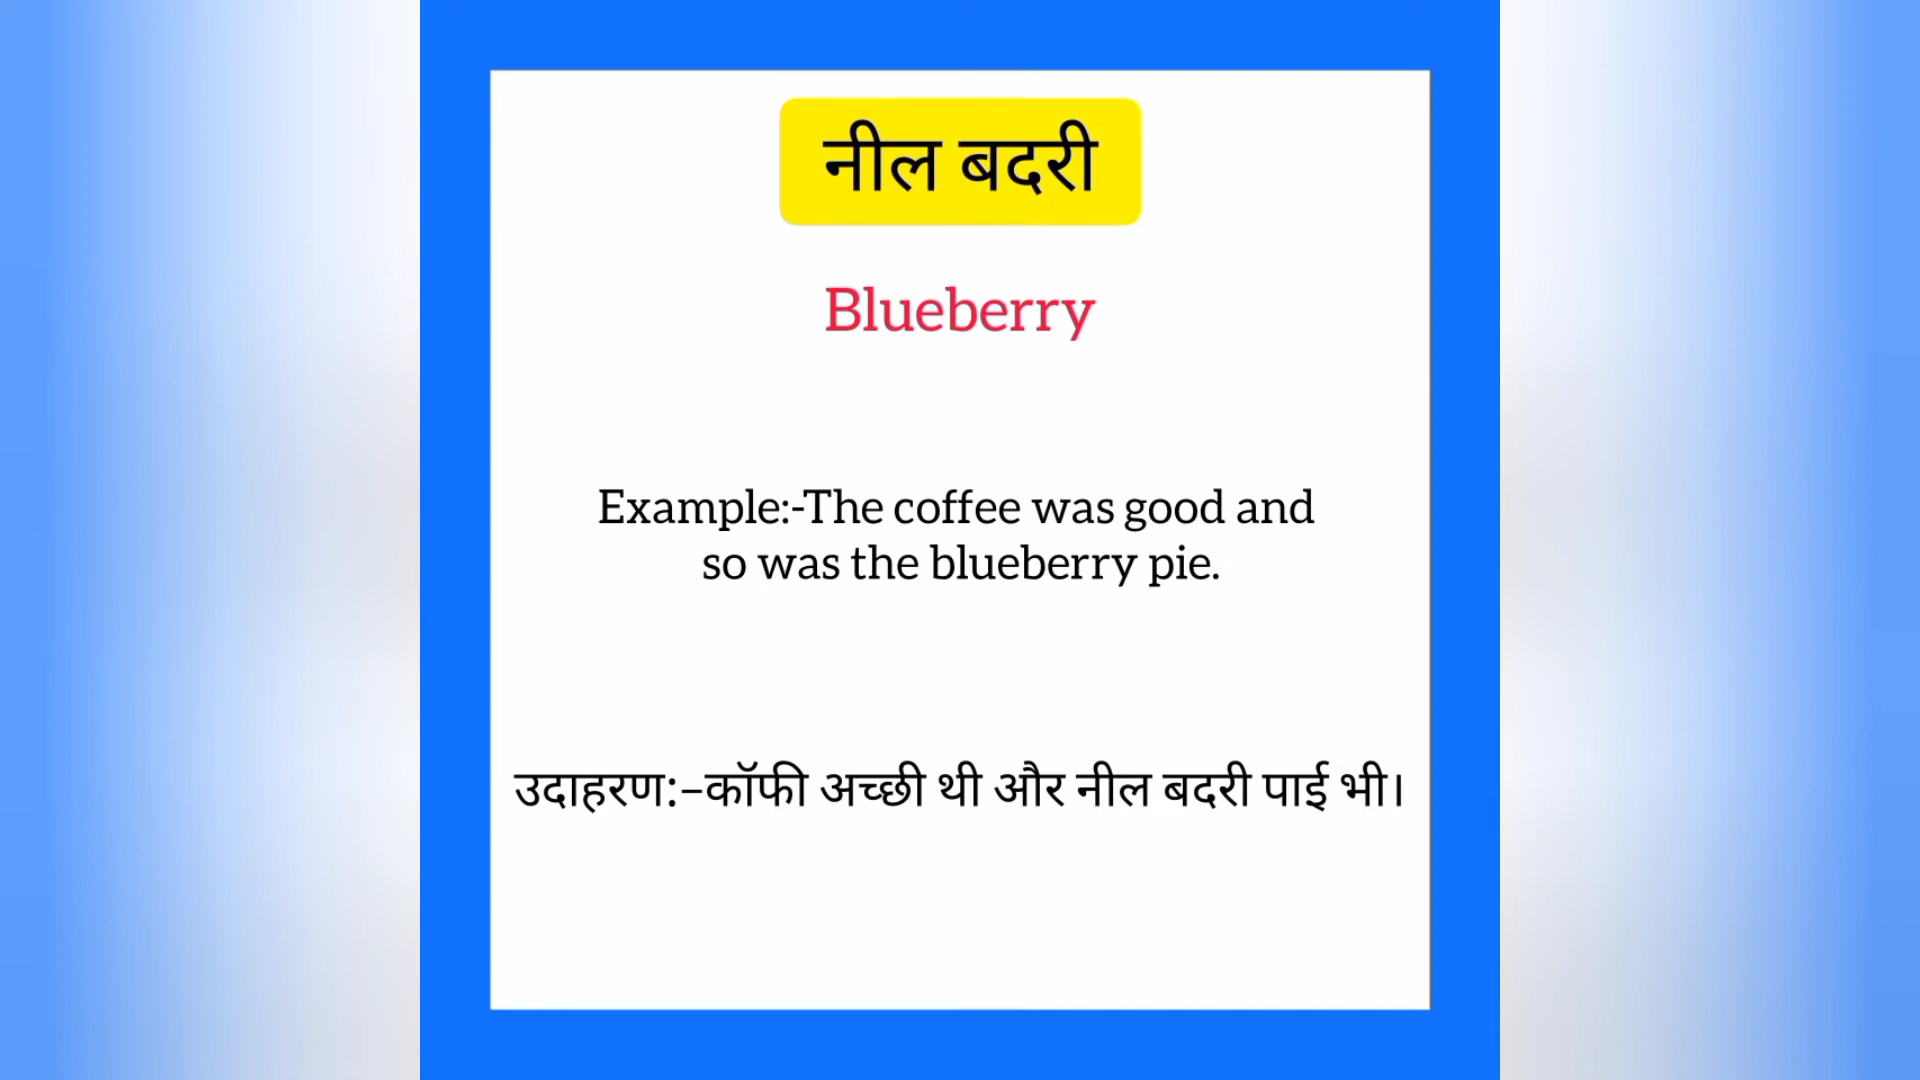 नील बदरी
Blueberry
Example:-The coffee was good and
so was the blueberry pie.
उदाहरण:–कॉफी अच्छी थी और नील बदरी पाई भी।